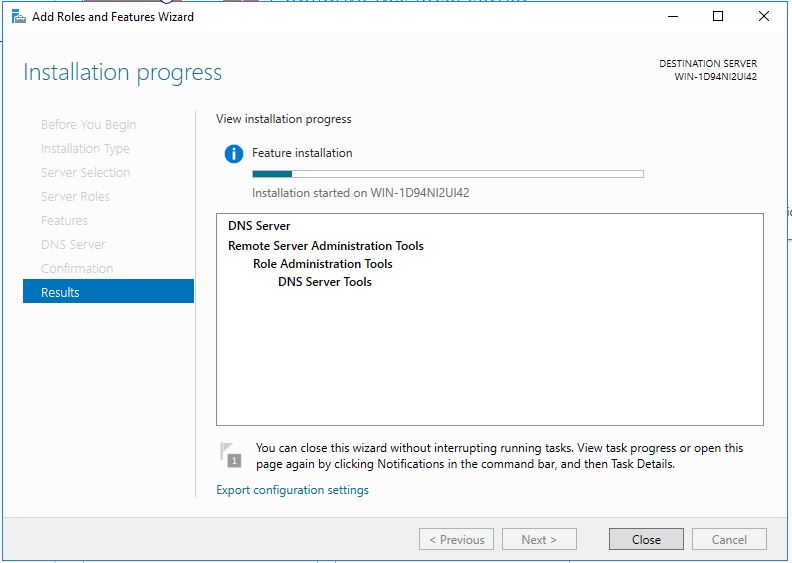 Add Roles and Features Wizard
Installation progress
DESTINATION SERVER
WIN-1D94NI2UI42
Before You Begin
Installation Type
Server Selection
Server Roles
Features
DNS Server
Confirmation
Results
View installation progress
Feature installation
Installation started on WIN-1D94NI2UI42
DNS Server
Remote Server Administration Tools
Role Administration Tools
DNS Server Tools
1
You can close this wizard without interrupting running tasks. View task progress or open this
page again by clicking Notifications in the command bar, and then Task Details.
Export configuration settings
< Previous
Next >
Close
Cancel